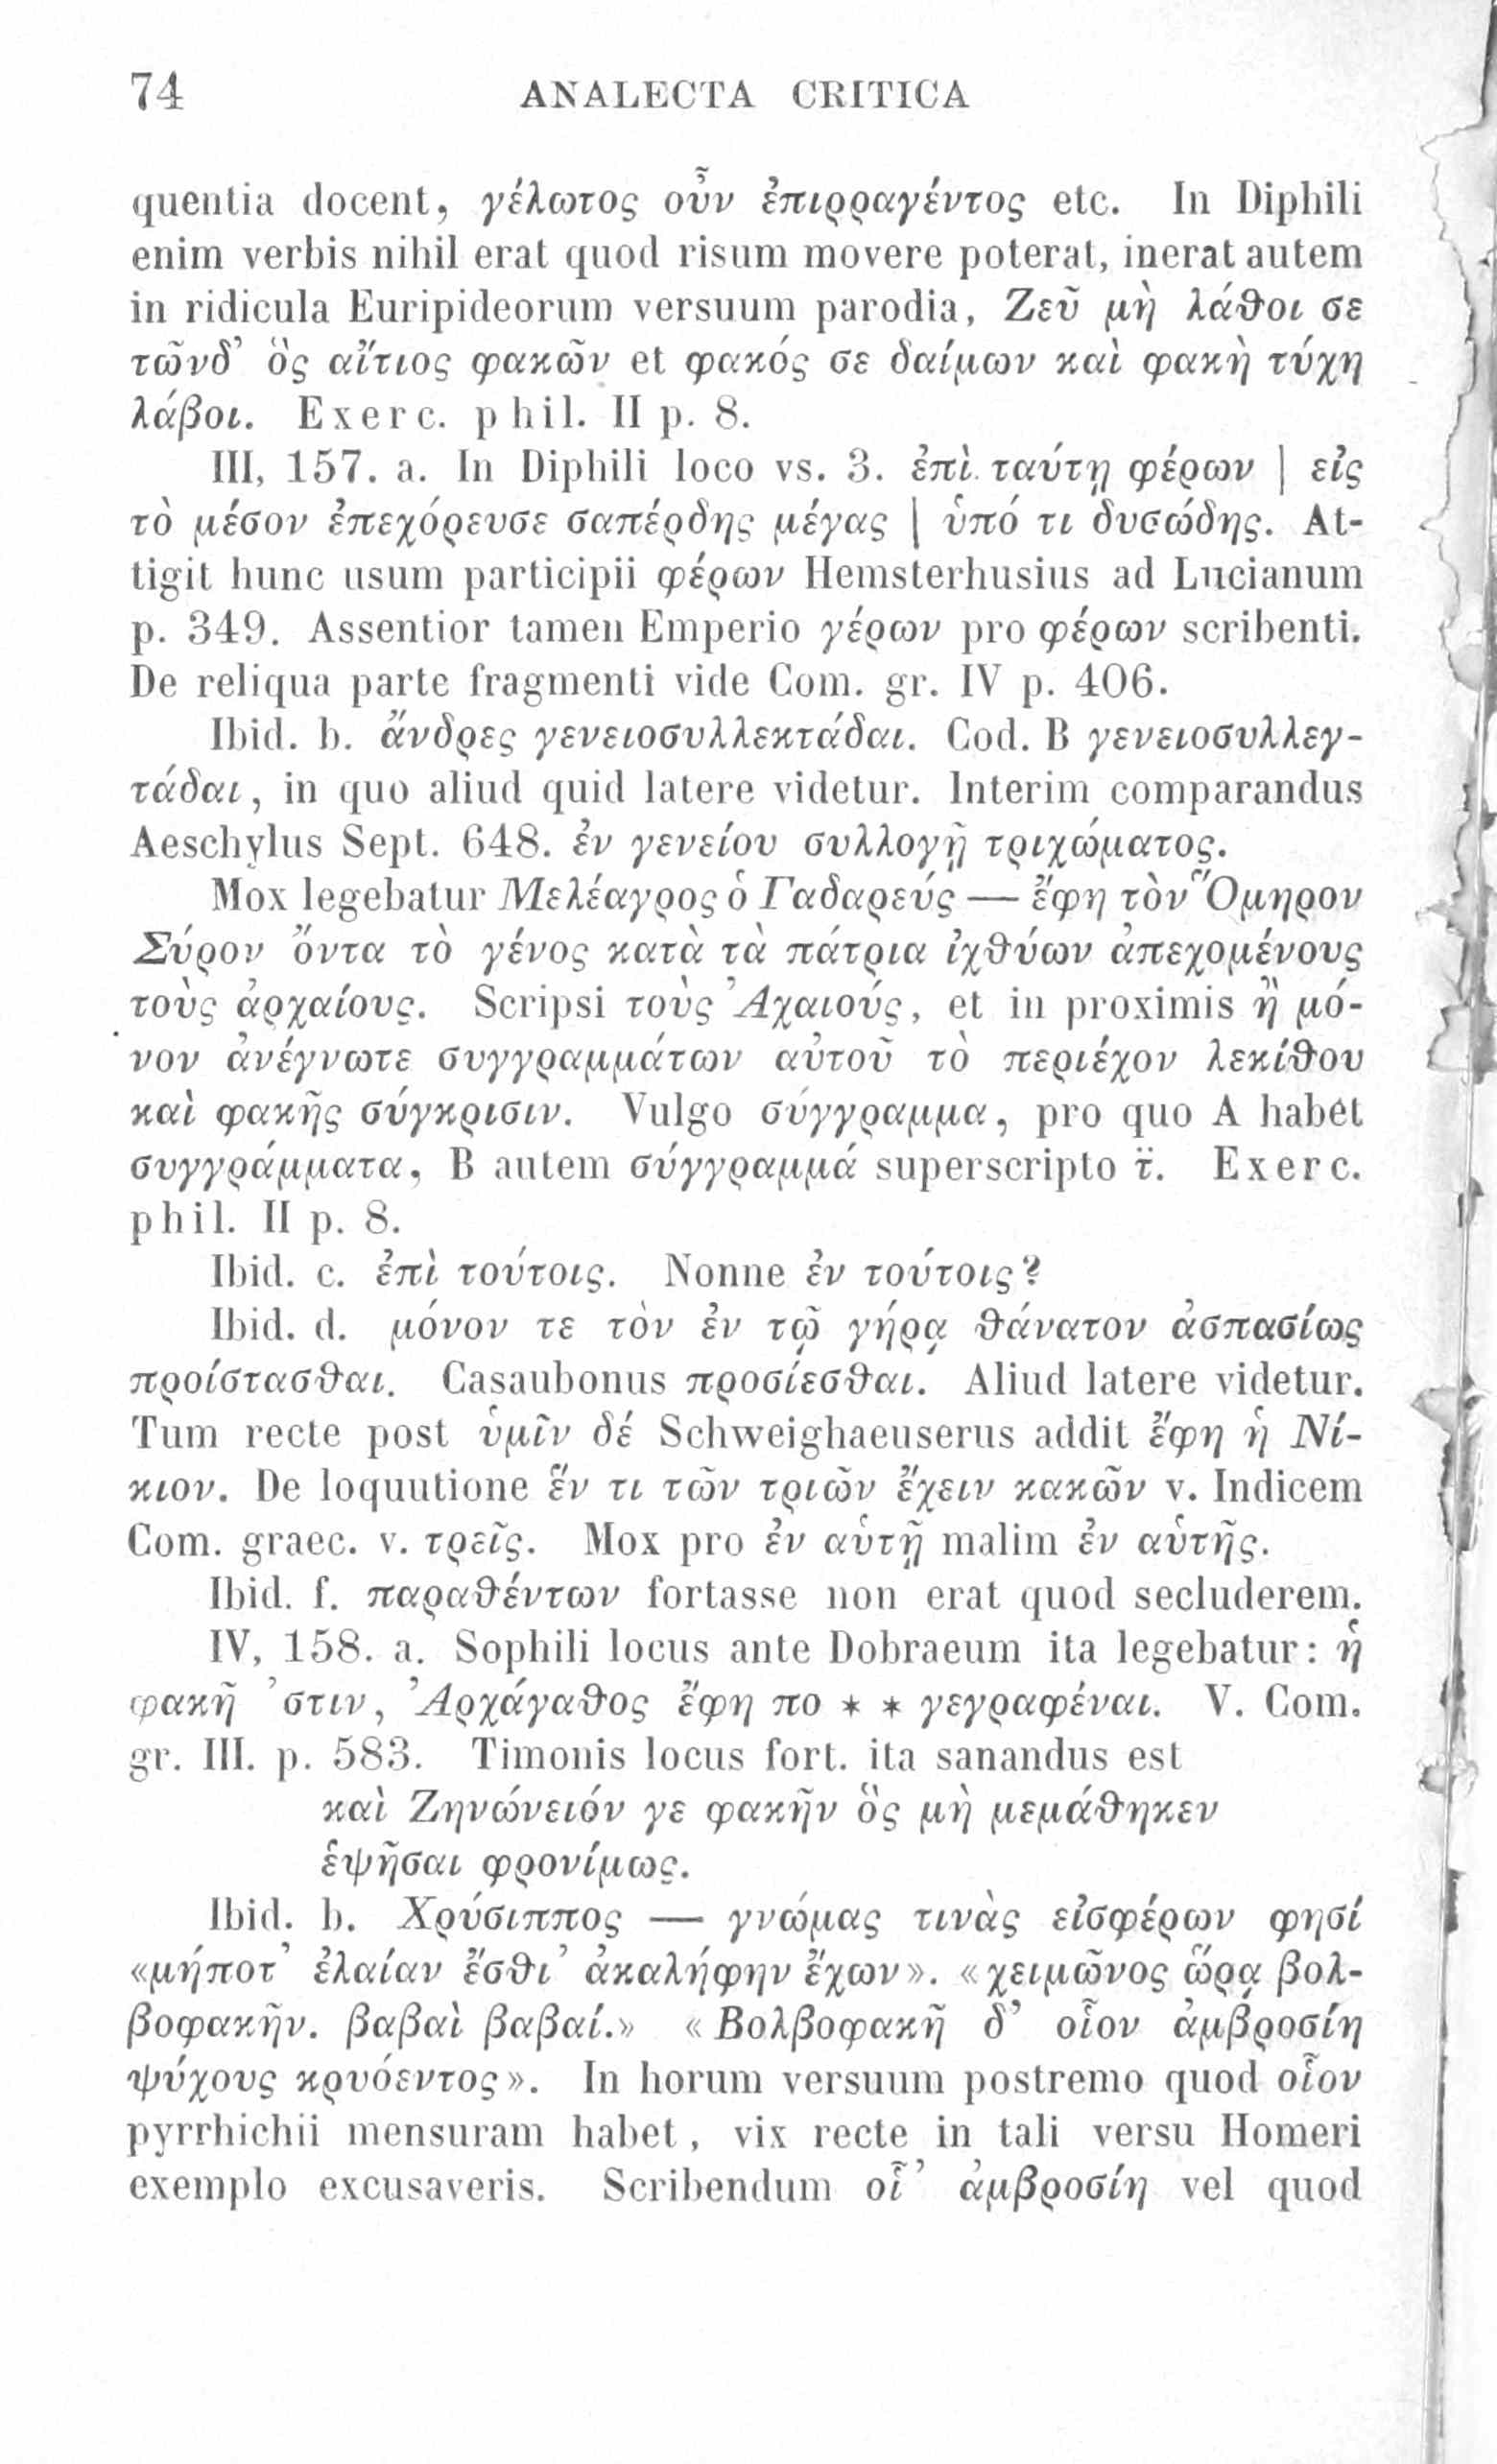 74 ANALECTA CRITICA
quentia docent, γέλωτος οὖν ἐπιρραγέντος etc. In Diphili
enim verbis nihil erat quod risum movere poterat, inerat autem
in ridicula Euripideorum versuum parodia, Ζεῦ μὴ λάθοι σε
τῶνδ᾽ ὃς αἴτιος φακῶν et φακός σε δαίμων καὶ φακὴ τύχη
λάβοι. Exerc. phil. II p. 8.
III, 157. a. In Diphili loco vs. 3. ἐπὶ ταύτῃ φέρων | εἰς
τὸ μέσον ἐπεχόρευσε σαπέρδης μέγας | ὑπό τι δυσώδης. At-
tigit hunc usum participii φέρων Hemsterhusius ad Lucianum
p. 349. Assentior tamen Emperio γέρων pro φέρων scribenti.
De reliqua parte fragmenti vide Com. gr. IV p. 406.
Ibid. b. ἄνδρες γενειοσυλλεκτάδαι. Cod. B γενειοσυλλεγ-
τάδαι, in quo aliud quid latere videtur. Interim comparandus
Aeschylus Sept. 648. ἐν γενείου συλλογῇ τριχώματος.
Mox legebatur Μελέαγρος ὁ Γαδαρεύς — ἔφη τὸν Ὅμηρον
Σύρον ὄντα τὸ γένος κατὰ τὰ πάτρια ἰχθύων ἀπεχομένους
τοὺς ἀρχαίους. Scripsi τοὺς Ἀχαιούς, et in proximis ἢ μό-
νον ἀνέγνωτε συγγραμμάτων αὐτοῦ τὸ περιέχον λεκίθου
καὶ φακῆς σύγκρισιν. Vulgo σύγγραμμα, pro quo A habet
συγγράμματα, B autem σύγγραμμά superscripto τ̈. Exerc.
phil. II p. 8.
Ibid. c. ἐπὶ τούτοις. Nonne ἐν τούτοις?
Ibid. d. μόνον τε τὸν ἐν τῷ γήρᾳ θάνατον ἀσπασίως
προίστασθαι. Casaubonus προσίεσθαι. Aliud latere videtur.
Tum recte post ὑμῖν δέ Schweighaeuserus addit ἔφη ἡ Νί-
κιον. De loquutione ἕν τι τῶν τριῶν ἔχειν κακῶν v. Indicem
Com. graec. v. τρεῖς. Mox pro ἐν αὑτῇ malim ἐν αὑτῆς.
Ibid. f. παραθέντων fortasse non erat quod secluderem.
IV, 158. a. Sophili locus ante Dobraeum ita legebatur: ἡ
φακῆ ᾽στιν, Ἀρχάγαθος ἔφη πο * * γεγραφέναι. V. Com.
gr. III. p. 583. Timonis locus fort. ita sanandus est
καὶ Ζηνώνειόν γε φακῆν ὃς μὴ μεμάθηκεν
ἑψῆσαι φρονίμως.
Ibid. b. Χρύσιππος — γνώμας τινὰς εἰσφέρων φησί
«μήποτ᾽ ἐλαίαν ἔσθι᾽ ἀκαλήφην ἔχων». «χειμῶνος ὥρᾳ βολ-
βοφακῆν. βαβαὶ βαβαί.» «Βολβοφακῆ δ᾽ οἷον ἀμβροσίη
ψύχους κρυόεντος». In horum versuum postremo quod οἷον
pyrrhichii mensuram habet, vix recte in tali versu Homeri
exemplo excusaveris. Scribendum οἷ᾽ ἀμβροσίη vel quod